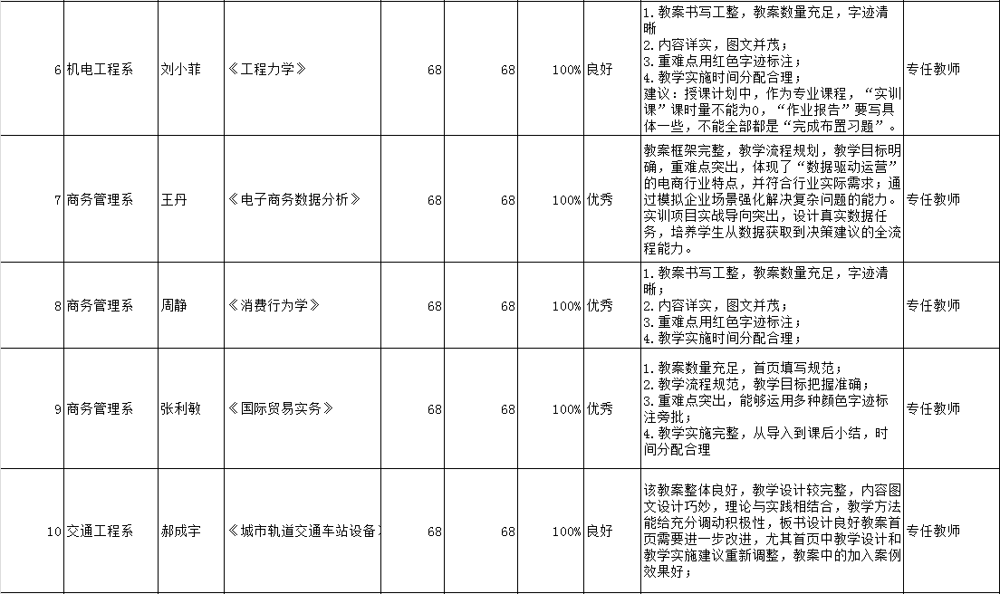 6 机电工程系 刘小菲 《工程力学》 68 68 100% 良好 1.教案书写工整，教案数量充足，字迹清
晰
2.内容详实，图文并茂；
3.重难点用红色字迹标注；
4.教学实施时间分配合理；
建议：授课计划中，作为专业课程，“实训
课”课时量不能为0，“作业报告”要写具
体一些，不能全部都是“完成布置习题”。
专任教师
7 商务管理系 王丹 《电子商务数据分析》 68 68 100% 优秀 教案框架完整，教学流程规划，教学目标明
确，重难点突出，体现了“数据驱动运营”
的电商行业特点，并符合行业实际需求；通
过模拟企业场景强化解决复杂问题的能力。
实训项目实战导向突出，设计真实数据任
务，培养学生从数据获取到决策建议的全流
程能力。
专任教师
8 商务管理系 周静 《消费行为学》 68 68 100% 优秀 1.教案书写工整，教案数量充足，字迹清
晰；
2.内容详实，图文并茂；
3.重难点用红色字迹标注；
4.教学实施时间分配合理；
专任教师
9 商务管理系 张利敏 《国际贸易实务》 68 68 100% 优秀 1.教案数量充足，首页填写规范；
2.教学流程规范，教学目标把握准确；
3.重难点突出，能够运用多种颜色字迹标
注旁批；
4.教学实施完整，从导入到课后小结，时
间分配合理
专任教师
10 交通工程系 郝成宇 《城市轨道交通车站设备》 68 68 100% 良好 该教案整体良好，教学设计较完整，内容图
文设计巧妙，理论与实践相结合，教学方法
能给充分调动积极性，板书设计良好教案首
页需要进一步改进，尤其首页中教学设计和
教学实施建议重新调整，教案中的加入案例
效果好；
专任教师